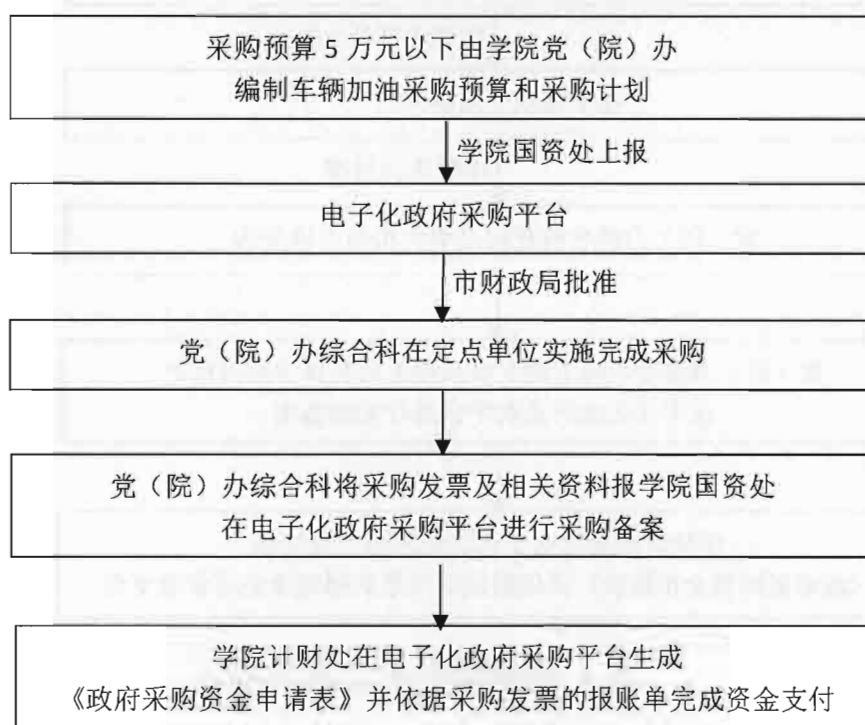 采购预算 5 万元以下由学院党（院）办
编制车辆加油采购预算和采购计划
学院国资处上报
电子化政府采购平台
市财政局批准
党（院）办综合科在定点单位实施完成采购
党（院）办综合科将采购发票及相关资料报学院国资处
在电子化政府采购平台进行采购备案
学院计财处在电子化政府采购平台生成
《政府采购资金申请表》并依据采购发票的报账单完成资金支付